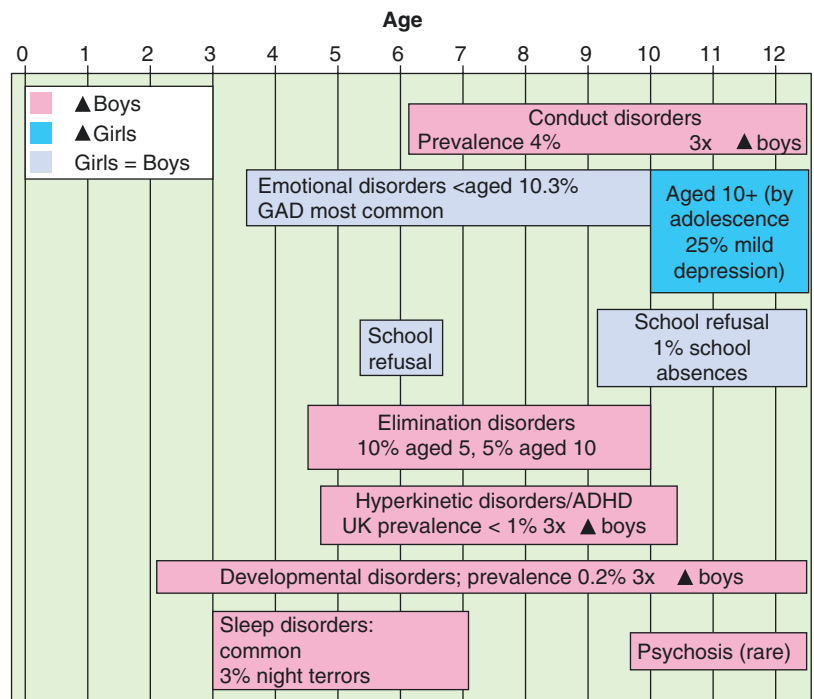 Age
0 1 2 3 4 5 6 7 8 9 10 11 12
▲Boys
▲Girls
Girls = Boys
Conduct disorders
Prevalence 4% 3x ▲ boys
Emotional disorders <aged 10.3%
GAD most common
Aged 10+ (by
adolescence
25% mild
depression)
School
refusal
School refusal
1% school
absences
Elimination disorders
10% aged 5, 5% aged 10
Hyperkinetic disorders/ADHD
UK prevalence < 1% 3x ▲ boys
Developmental disorders; prevalence 0.2% 3x ▲ boys
Sleep disorders:
common
3% night terrors
Psychosis (rare)